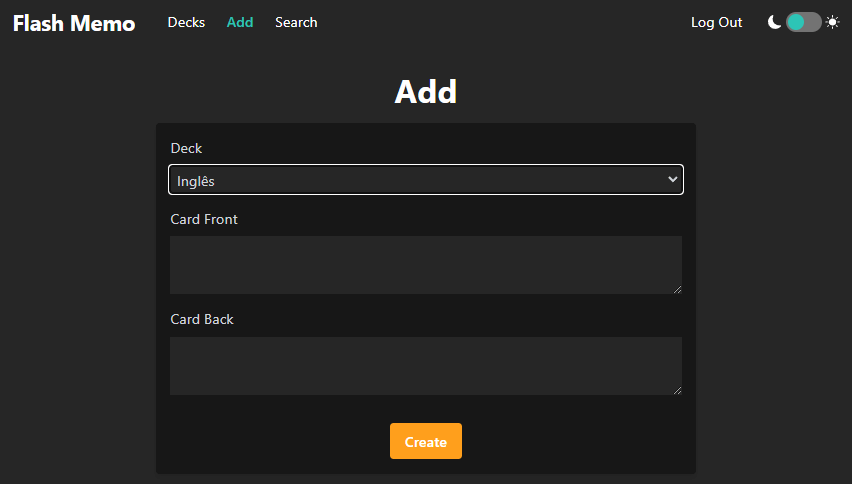 Flash Memo Decks Add Search Log Out
Add
Deck
Inglês
Card Front
Card Back
Create